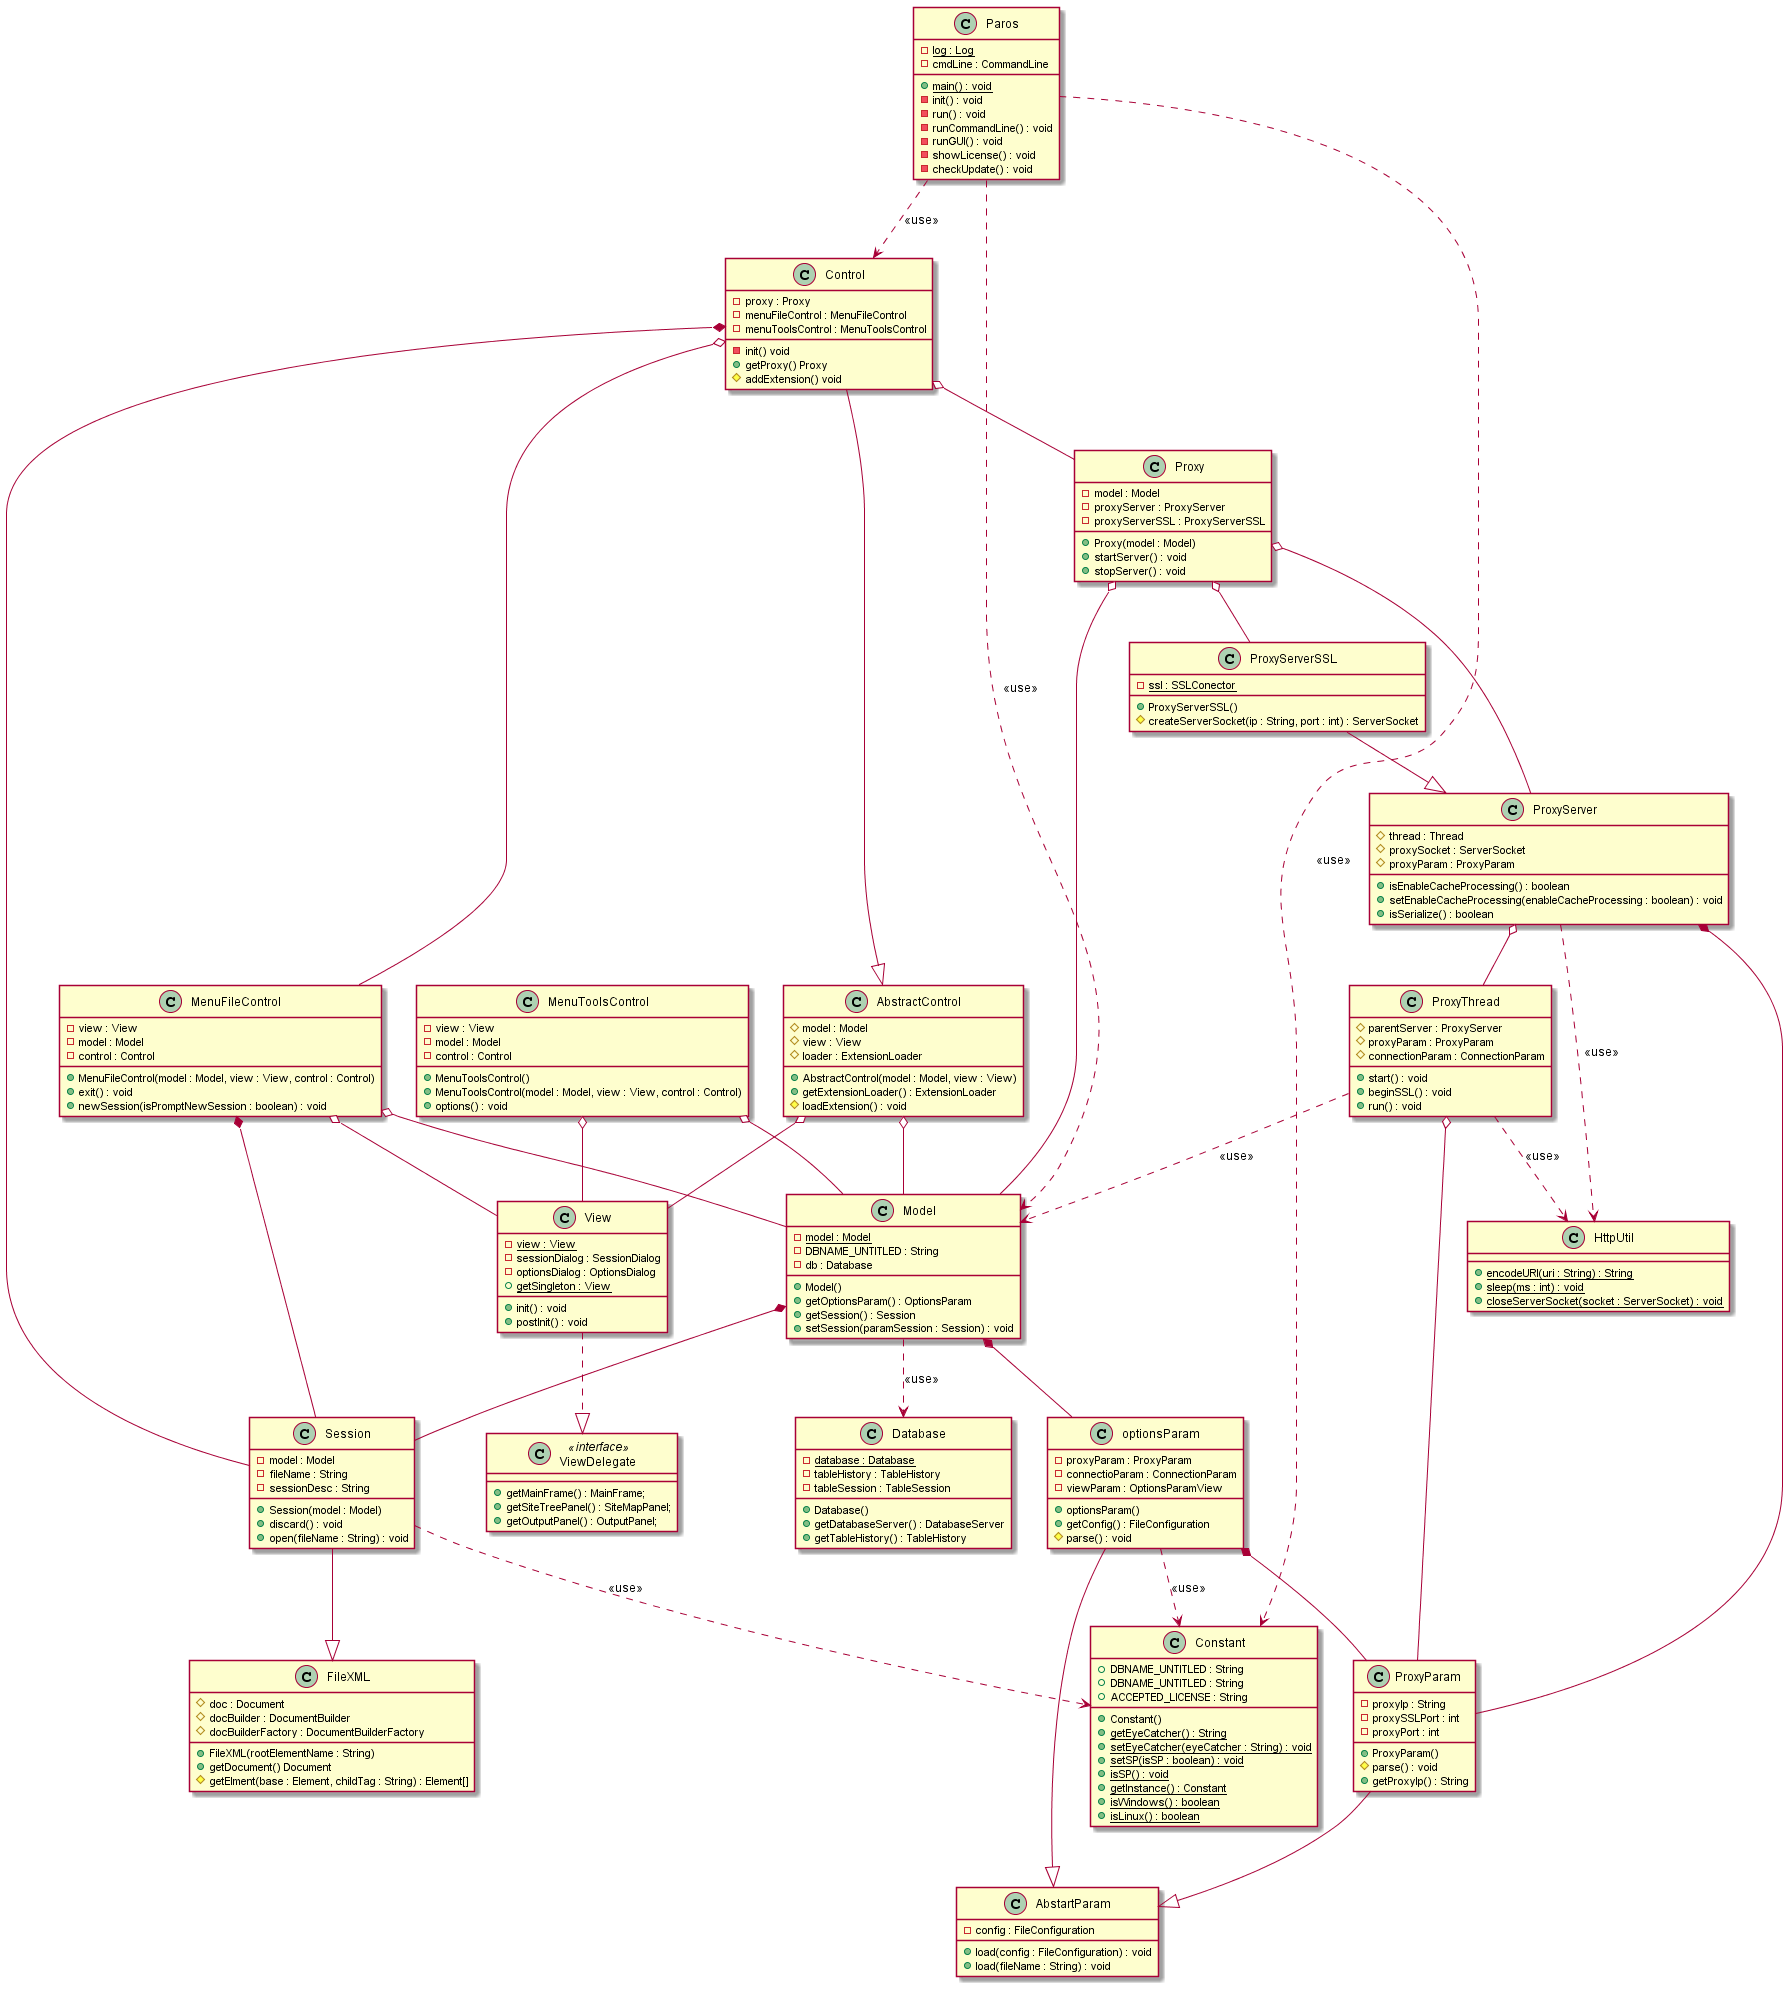 Paros
log : Log
cmdLine : CommandLine
main() : void
init() : void
run() : void
runCommandLine() : void
runGUI() : void
showLicense() : void
checkUpdate() : void
«use»
Control
proxy : Proxy
menuFileControl : MenuFileControl
menuToolsControl : MenuToolsControl
init() void
getProxy() Proxy
addExtension() void
Proxy
model : Model
proxyServer : ProxyServer
proxyServerSSL : ProxyServerSSL
Proxy(model : Model)
startServer() : void
stopServer() : void
«use»
ProxyServerSSL
ssl : SSLConector
ProxyServerSSL()
createServerSocket(ip : String, port : int) : ServerSocket
«use»
ProxyServer
thread : Thread
proxySocket : ServerSocket
proxyParam : ProxyParam
isEnableCacheProcessing() : boolean
setEnableCacheProcessing(enableCacheProcessing : boolean) : void
isSerialize() : boolean
MenuFileControl
view : View
model : Model
control : Control
MenuFileControl(model : Model, view : View, control : Control)
exit() : void
newSession(isPromptNewSession : boolean) : void
MenuToolsControl
view : View
model : Model
control : Control
MenuToolsControl()
MenuToolsControl(model : Model, view : View, control : Control)
options() : void
AbstractControl
model : Model
view : View
loader : ExtensionLoader
AbstractControl(model : Model, view : View)
getExtensionLoader() : ExtensionLoader
loadExtension() : void
ProxyThread
parentServer : ProxyServer
proxyParam : ProxyParam
connectionParam : ConnectionParam
start() : void
beginSSL() : void
run() : void
«use»
«use»
«use»
View
view : View
sessionDialog : SessionDialog
optionsDialog : OptionsDialog
getSingleton : View
init() : void
postInit() : void
Model
model : Model
DBNAME_UNTITLED : String
db : Database
Model()
getOptionsParam() : OptionsParam
getSession() : Session
setSession(paramSession : Session) : void
HttpUtil
encodeURI(uri : String) : String
sleep(ms : int) : void
closeServerSocket(socket : ServerSocket) : void
«use»
Session
model : Model
fileName : String
sessionDesc : String
Session(model : Model)
discard() : void
open(fileName : String) : void
«interface»
ViewDelegate
getMainFrame() : MainFrame;
getSiteTreePanel() : SiteMapPanel;
getOutputPanel() : OutputPanel;
Database
database : Database
tableHistory : TableHistory
tableSession : TableSession
Database()
getDatabaseServer() : DatabaseServer
getTableHistory() : TableHistory
optionsParam
proxyParam : ProxyParam
connectioParam : ConnectionParam
viewParam : OptionsParamView
optionsParam()
getConfig() : FileConfiguration
parse() : void
«use»
«use»
FileXML
doc : Document
docBuilder : DocumentBuilder
docBuilderFactory : DocumentBuilderFactory
FileXML(rootElementName : String)
getDocument() Document
getElment(base : Element, childTag : String) : Element[]
Constant
DBNAME_UNTITLED : String
DBNAME_UNTITLED : String
ACCEPTED_LICENSE : String
Constant()
getEyeCatcher() : String
setEyeCatcher(eyeCatcher : String) : void
setSP(isSP : boolean) : void
isSP() : void
getInstance() : Constant
isWindows() : boolean
isLinux() : boolean
ProxyParam
proxyIp : String
proxySSLPort : int
proxyPort : int
ProxyParam()
parse() : void
getProxyIp() : String
AbstartParam
config : FileConfiguration
load(config : FileConfiguration) : void
load(fileName : String) : void